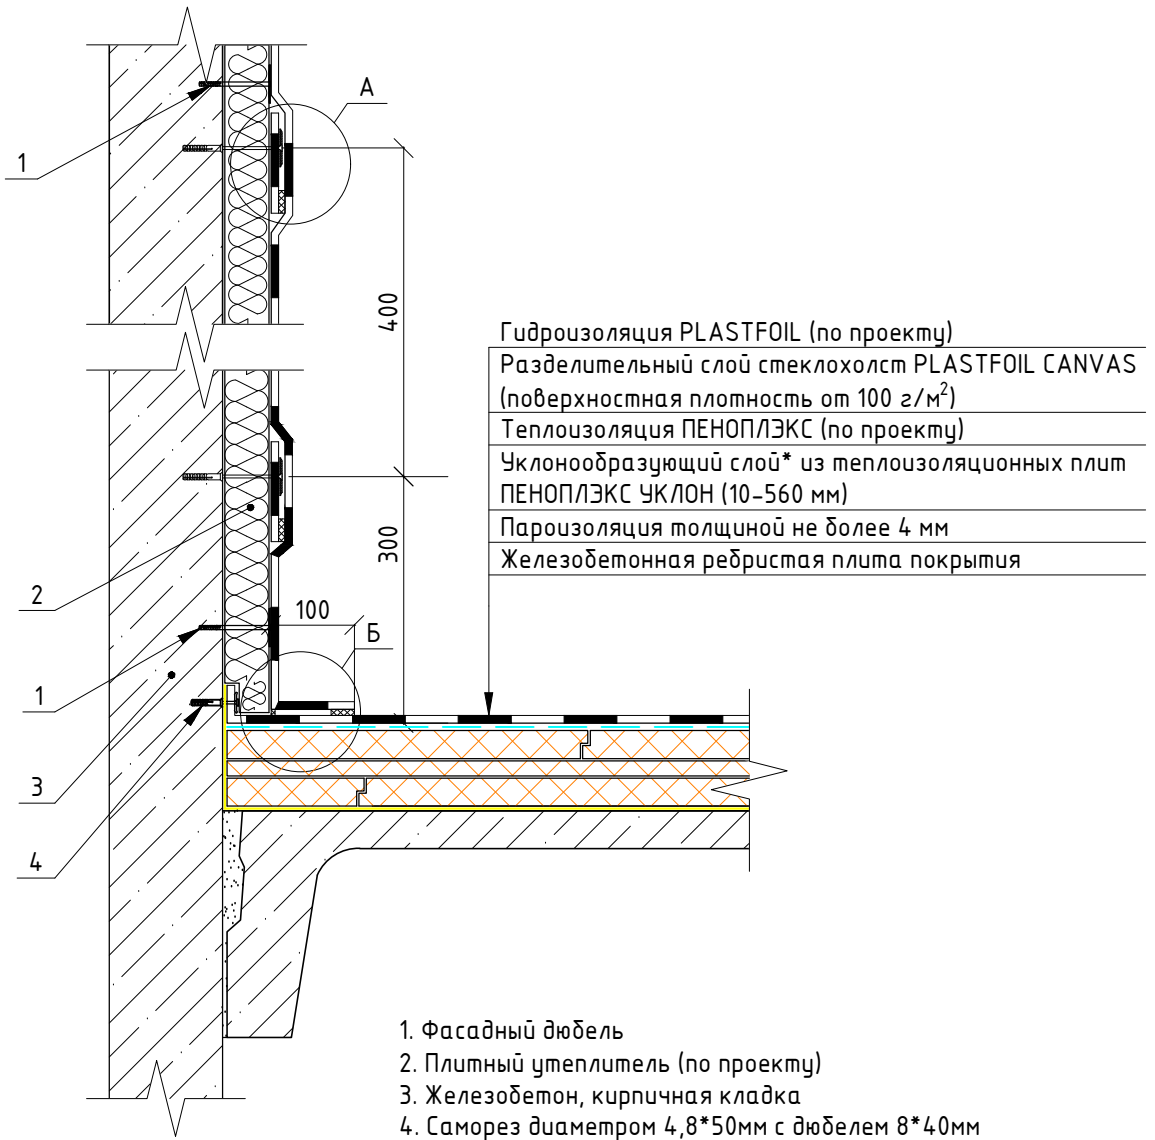 А
1
400
Гидроизоляция PLASTFOIL (по проекту)
Разделительный слой стеклохолст PLASTFOIL CANVAS
(поверхностная плотность от 100 г/м²)
Теплоизоляция ПЕНОПЛЭКС (по проекту)
Уклонообразующий слой* из теплоизоляционных плит
ПЕНОПЛЭКС УКЛОН (10-560 мм)
Пароизоляция толщиной не более 4 мм
Железобетонная ребристая плита покрытия
300
2
100
Б
1
3
4
1. Фасадный дюбель
2. Плитный утеплитель (по проекту)
3. Железобетон, кирпичная кладка
4. Саморез диаметром 4,8*50мм с дюбелем 8*40мм